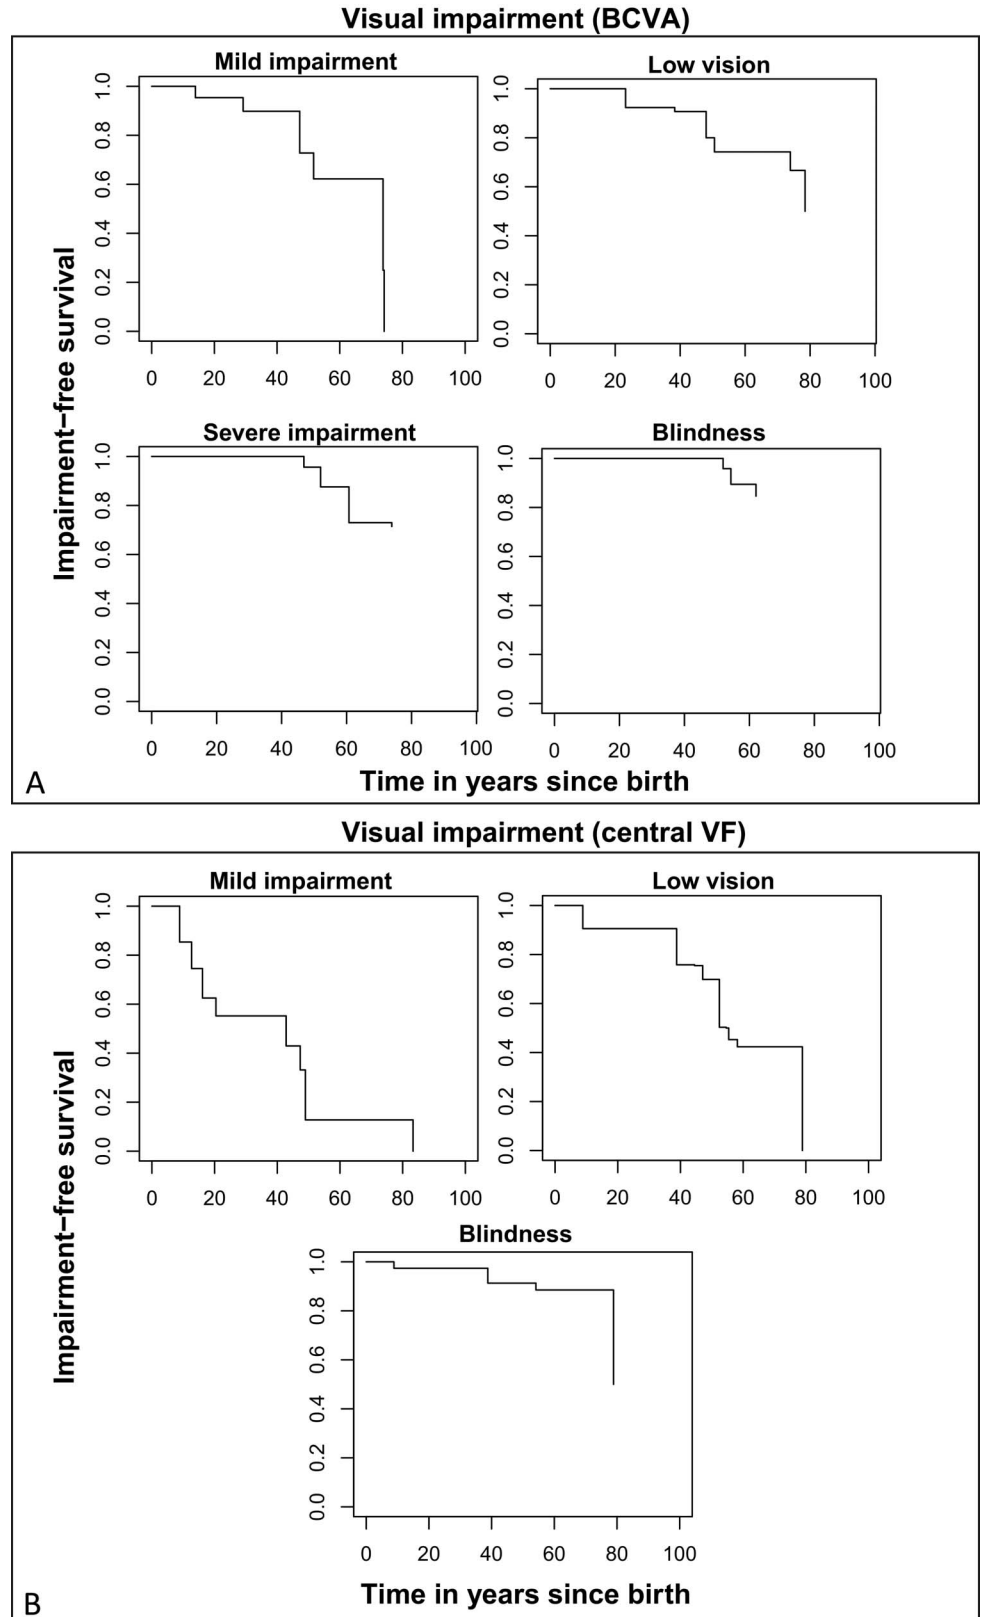 Visual impairment (BCVA)
Mild impairment
Low vision
1.0
0.8
0.6
0.4
0.2
0.0
1.0
0.8
0.6
0.4
0.2
0.0
0 20 40 60 80 100
0 20 40 60 80 100
Impairment−free survival
Severe impairment
Blindness
1.0
0.8
0.6
0.4
0.2
0.0
1.0
0.8
0.6
0.4
0.2
0.0
0 20 40 60 80 100
0 20 40 60 80 100
Time in years since birth
A
Visual impairment (central VF)
Mild impairment
Low vision
1.0
0.8
0.6
0.4
0.2
0.0
1.0
0.8
0.6
0.4
0.2
0.0
0 20 40 60 80 100
0 20 40 60 80 100
Impairment−free survival
Blindness
1.0
0.8
0.6
0.4
0.2
0.0
0 20 40 60 80 100
Time in years since birth
B